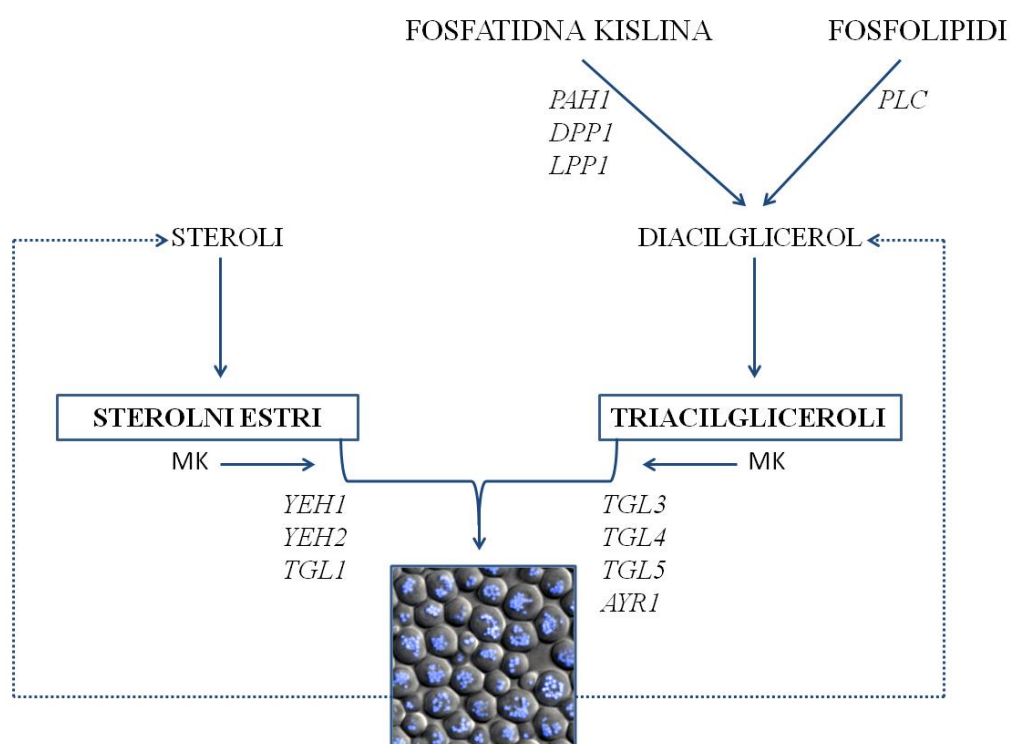 FOSFATIDNA KISLINA
FOSFOLIPIDI
PAH1
DPP1
LPP1
PLC
STEROLI
DIACILGLICEROL
STEROLNI ESTRI
TRIACILGLICEROLI
MK
MK
YEH1
YEH2
TGL1
TGL3
TGL4
TGL5
AYR1